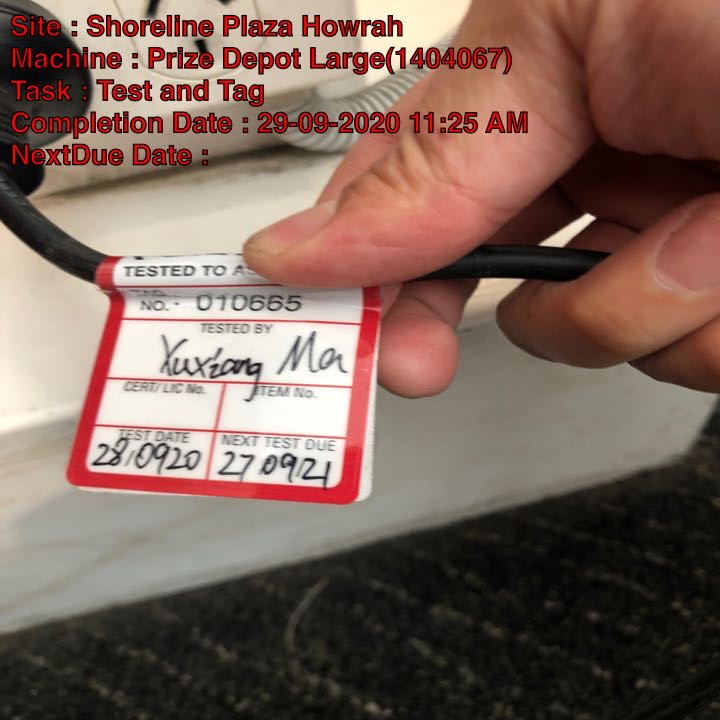 Site : Shoreline Plaza Howrah
Machine : Prize Depot Large(1404067)
Task : Test and Tag
Completion Date : 29-09-2020 11:25 AM
NextDue Date :
TESTED TO
NO. 010665
TESTED BY
Xuxiang Ma
CERT/ LIC No. ITEM No.
TEST DATE NEXT TEST DUE
28/09/20 27 09/21